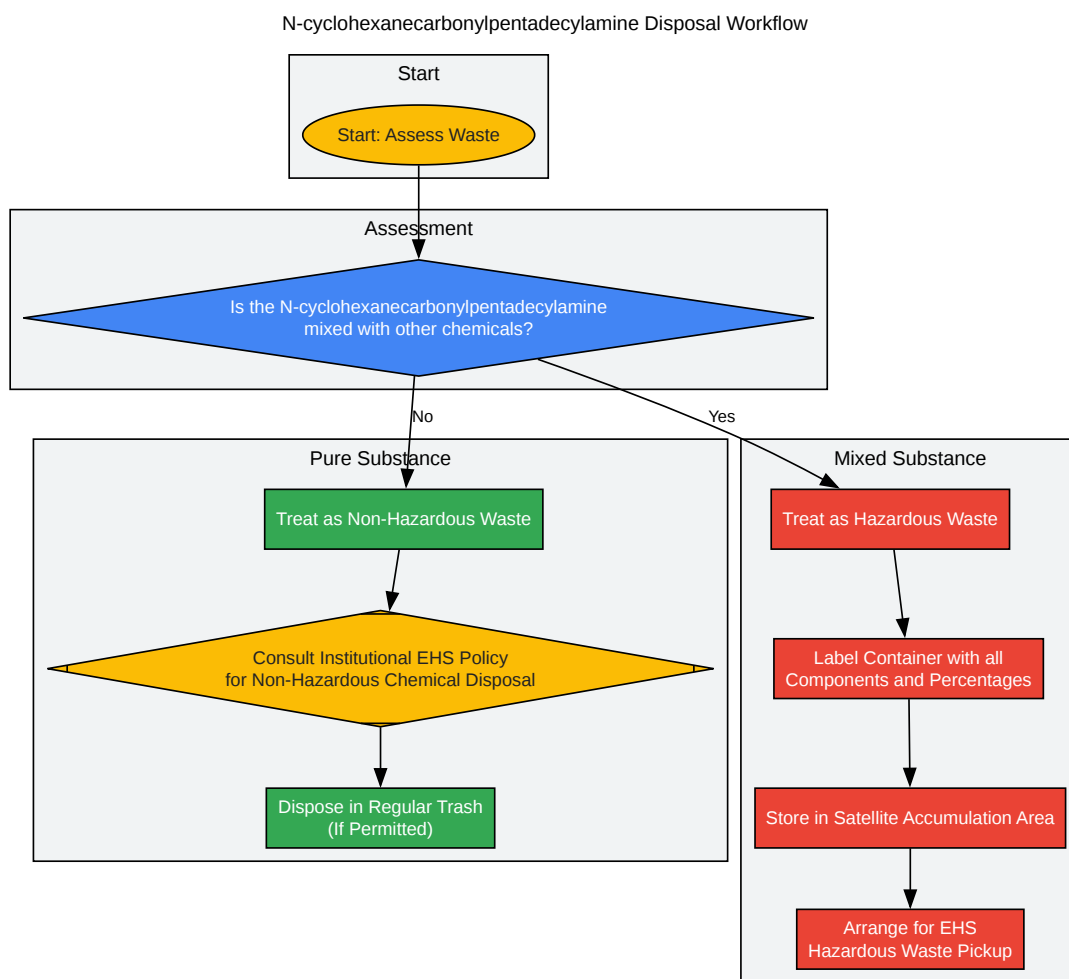 N-cyclohexanecarbonylpentadecylamine Disposal Workflow
Start
Start: Assess Waste
Assessment
Is the N-cyclohexanecarbonylpentadecylamine
mixed with other chemicals?
No
Yes
Pure Substance
Treat as Non-Hazardous Waste
Consult Institutional EHS Policy
for Non-Hazardous Chemical Disposal
Dispose in Regular Trash
(If Permitted)
Mixed Substance
Treat as Hazardous Waste
Label Container with all
Components and Percentages
Store in Satellite Accumulation Area
Arrange for EHS
Hazardous Waste Pickup